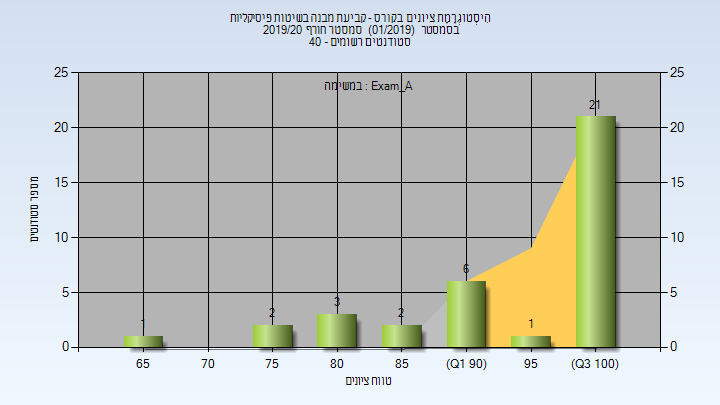 היסטוגרמת ציונים בקורס - קביעת מבנה בשיטות פיסיקליות
בסמסטר (01/2019) סמסטר חורף 2019/20
סטודנטים רשומים - 40
במשימה : Exam_A
25 25
21
20 20
מספר סטודנטים
15 15
10 10
6
5 5
1 2 3 2 1
0 0
65 70 75 80 85 (Q1 90) 95 (Q3 100)
טווח ציונים